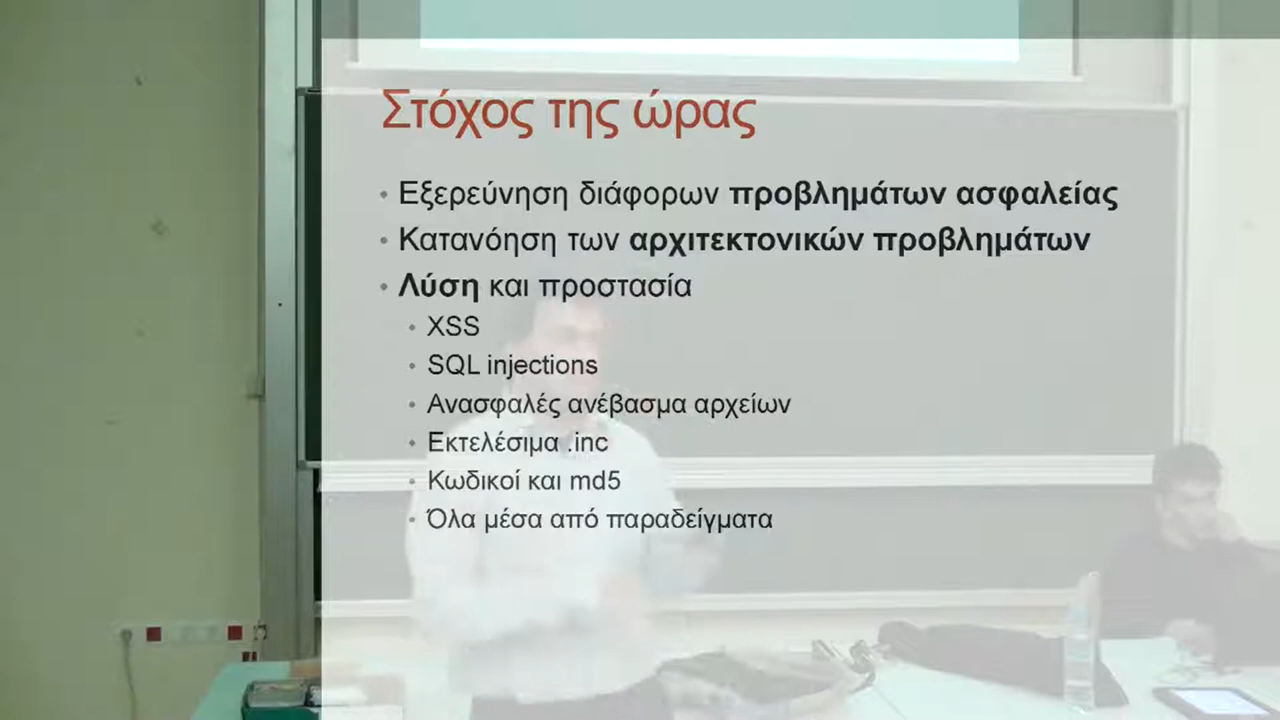 Στόχος της ώρας
• Εξερεύνηση διάφορων προβλημάτων ασφαλείας
• Κατανόηση των αρχιτεκτονικών προβλημάτων
• Λύση και προστασία
• XSS
• SQL injections
• Ανασφαλές ανέβασμα αρχείων
• Εκτελέσιμα .inc
• Κωδικοί και md5
• Όλα μέσα από παραδείγματα